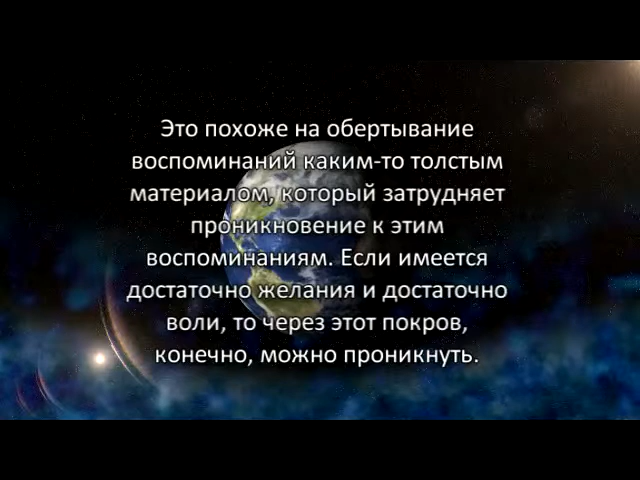 Это похоже на обертывание
воспоминаний каким-то толстым
материалом, который затрудняет
проникновение к этим
воспоминаниям. Если имеется
достаточно желания и достаточно
воли, то через этот покров,
конечно, можно проникнуть.